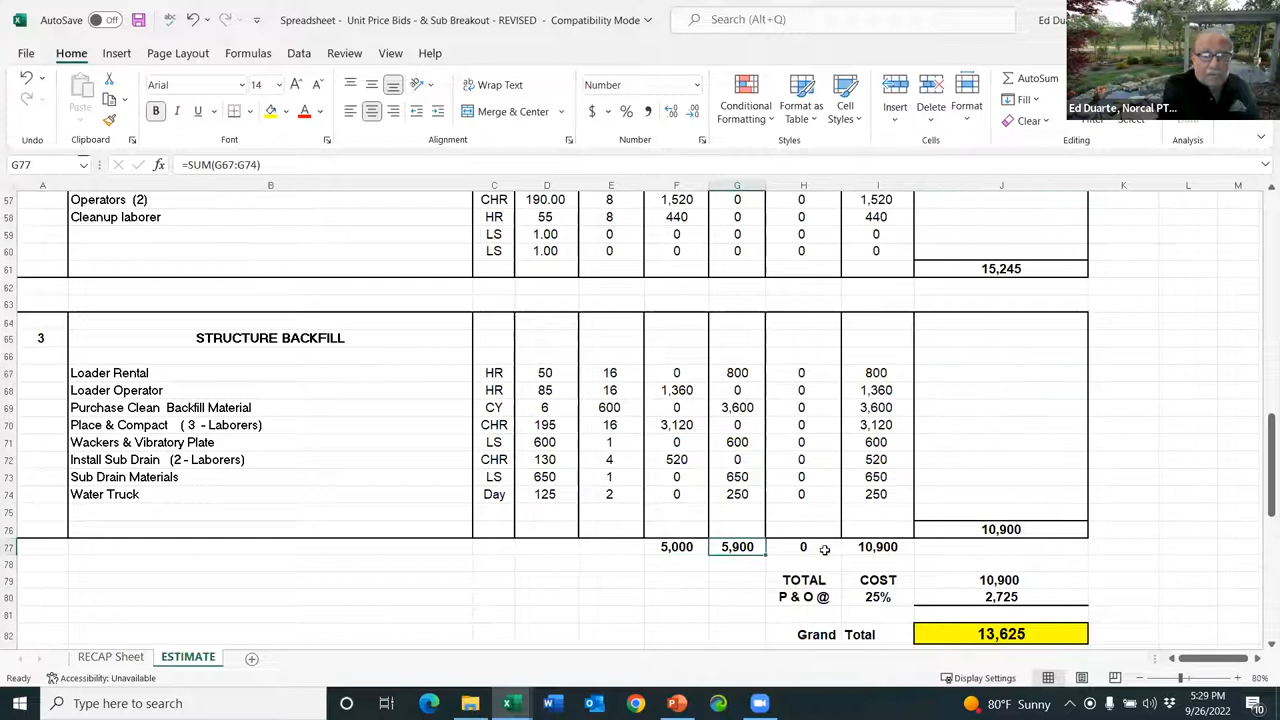 AutoSave Off Spreadsheet - Unit Price Bids - & Sub Breakout - REVISED - Compatibility Mode Search (Alt+Q) Ed Du
File Home Insert Page Layout Formulas Data Review View Help
Paste Arial 14 Wrap Text Number Conditional Formatting Format as Table Cell Styles Insert Delete Format AutoSum
B I U Merge & Center $ % Fill
Clear
Ed Duarte, Norcal PT...
Undo Clipboard Font Alignment Number Styles Cells Editing Analysis
G77 fx =SUM(G67:G74)
A B C D E F G H I J K L M
57 Operators (2) CHR 190.00 8 1,520 0 0 1,520
58 Cleanup laborer HR 55 8 440 0 0 440
59 LS 1.00 0 0 0 0 0
60 LS 1.00 0 0 0 0 0
61 15,245
62
63
64
65 3 STRUCTURE BACKFILL
66
67 Loader Rental HR 50 16 0 800 0 800
68 Loader Operator HR 85 16 1,360 0 0 1,360
69 Purchase Clean Backfill Material CY 6 600 0 3,600 0 3,600
70 Place & Compact ( 3 - Laborers) CHR 195 16 3,120 0 0 3,120
71 Wackers & Vibratory Plate LS 600 1 0 600 0 600
72 Install Sub Drain (2 - Laborers) CHR 130 4 520 0 0 520
73 Sub Drain Materials LS 650 1 0 650 0 650
74 Water Truck Day 125 2 0 250 0 250
75
76 10,900
77 5,000 5,900 0 10,900
78
79 TOTAL COST 10,900
80 P & O @ 25% 2,725
81
82 Grand Total 13,625
RECAP Sheet ESTIMATE
Ready Accessibility: Unavailable Display Settings 80%
Type here to search 80°F Sunny 5:29 PM
9/26/2022 10